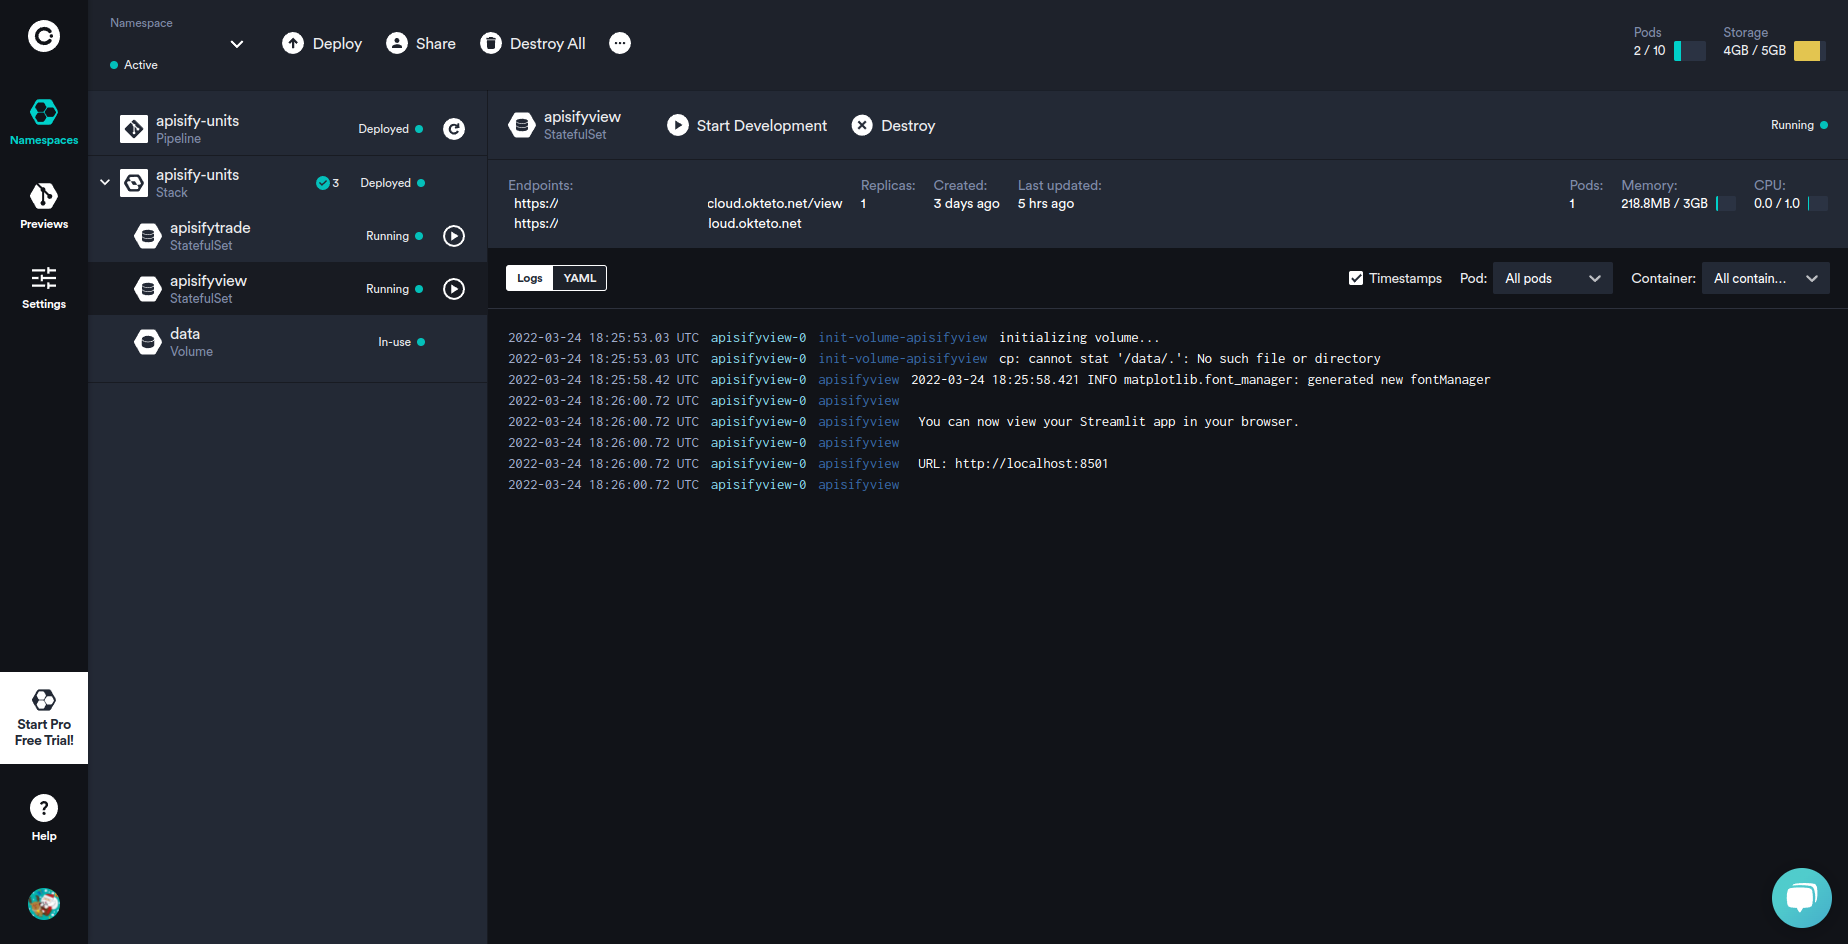 Namespace
Active
Deploy
Share
Destroy All
Pods
2 / 10
Storage
4GB / 5GB
Namespaces
Previews
Settings
Start Pro
Free Trial!
Help
apisify-units
Pipeline
Deployed
apisify-units
Stack
3
Deployed
apisifytrade
StatefulSet
Running
apisifyview
StatefulSet
Running
data
Volume
In-use
apisifyview
StatefulSet
Start Development
Destroy
Running
Endpoints:
https:// cloud.okteto.net/view
https:// loud.okteto.net
Replicas:
1
Created:
3 days ago
Last updated:
5 hrs ago
Pods:
1
Memory:
218.8MB / 3GB
CPU:
0.0 / 1.0
Logs
YAML
Timestamps
Pod:
All pods
Container:
All contain...
2022-03-24 18:25:53.03 UTC apisifyview-0 init-volume-apisifyview initializing volume...
2022-03-24 18:25:53.03 UTC apisifyview-0 init-volume-apisifyview cp: cannot stat '/data/.': No such file or directory
2022-03-24 18:25:58.42 UTC apisifyview-0 apisifyview 2022-03-24 18:25:58.421 INFO matplotlib.font_manager: generated new fontManager
2022-03-24 18:26:00.72 UTC apisifyview-0 apisifyview
2022-03-24 18:26:00.72 UTC apisifyview-0 apisifyview You can now view your Streamlit app in your browser.
2022-03-24 18:26:00.72 UTC apisifyview-0 apisifyview
2022-03-24 18:26:00.72 UTC apisifyview-0 apisifyview URL: http://localhost:8501
2022-03-24 18:26:00.72 UTC apisifyview-0 apisifyview